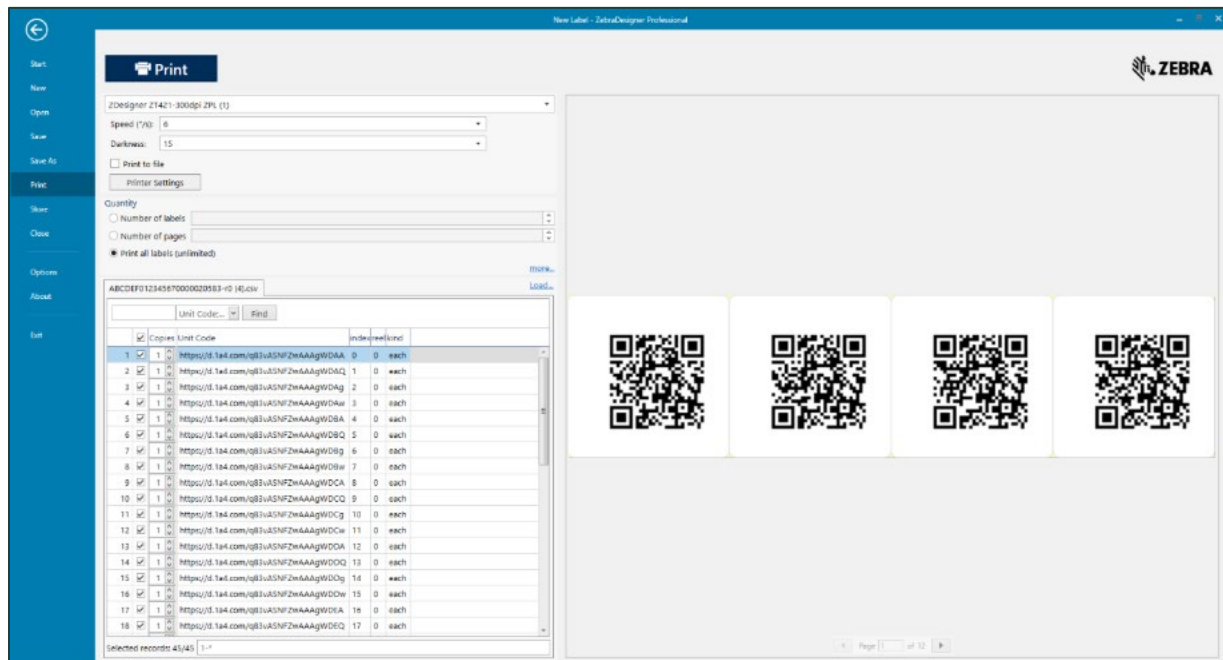 New Label - ZebraDesigner Professional
Start
New
Open
Save
Save As
Print
Store
Close
Options
About
Exit
Print
ZEBRA
ZDesigner ZT421-300dpi ZPL (1)
Speed ("/s): 6
Darkness: 15
Print to file
Printer Settings
Quantity
Number of labels
Number of pages
Print all labels (unlimited)
more...
Load...
ABCDEF012345670000020583-r0 (4).csv
Unit Code:... Find
Copies Unit Code index reel kind
1 1 https://d.1a4.com/q83vASNFZwAAAgWDAA 0 0 each
2 1 https://d.1a4.com/q83vASNFZwAAAgWDAQ 1 0 each
3 1 https://d.1a4.com/q83vASNFZwAAAgWDAg 2 0 each
4 1 https://d.1a4.com/q83vASNFZwAAAgWDAw 3 0 each
5 1 https://d.1a4.com/q83vASNFZwAAAgWDBA 4 0 each
6 1 https://d.1a4.com/q83vASNFZwAAAgWDBQ 5 0 each
7 1 https://d.1a4.com/q83vASNFZwAAAgWDBg 6 0 each
8 1 https://d.1a4.com/q83vASNFZwAAAgWDBw 7 0 each
9 1 https://d.1a4.com/q83vASNFZwAAAgWDCA 8 0 each
10 1 https://d.1a4.com/q83vASNFZwAAAgWDCQ 9 0 each
11 1 https://d.1a4.com/q83vASNFZwAAAgWDCg 10 0 each
12 1 https://d.1a4.com/q83vASNFZwAAAgWDCw 11 0 each
13 1 https://d.1a4.com/q83vASNFZwAAAgWDDA 12 0 each
14 1 https://d.1a4.com/q83vASNFZwAAAgWDDQ 13 0 each
15 1 https://d.1a4.com/q83vASNFZwAAAgWDDg 14 0 each
16 1 https://d.1a4.com/q83vASNFZwAAAgWDDw 15 0 each
17 1 https://d.1a4.com/q83vASNFZwAAAgWDEA 16 0 each
18 1 https://d.1a4.com/q83vASNFZwAAAgWDEQ 17 0 each
Selected records: 45/45 1-*
Page 1 of 12